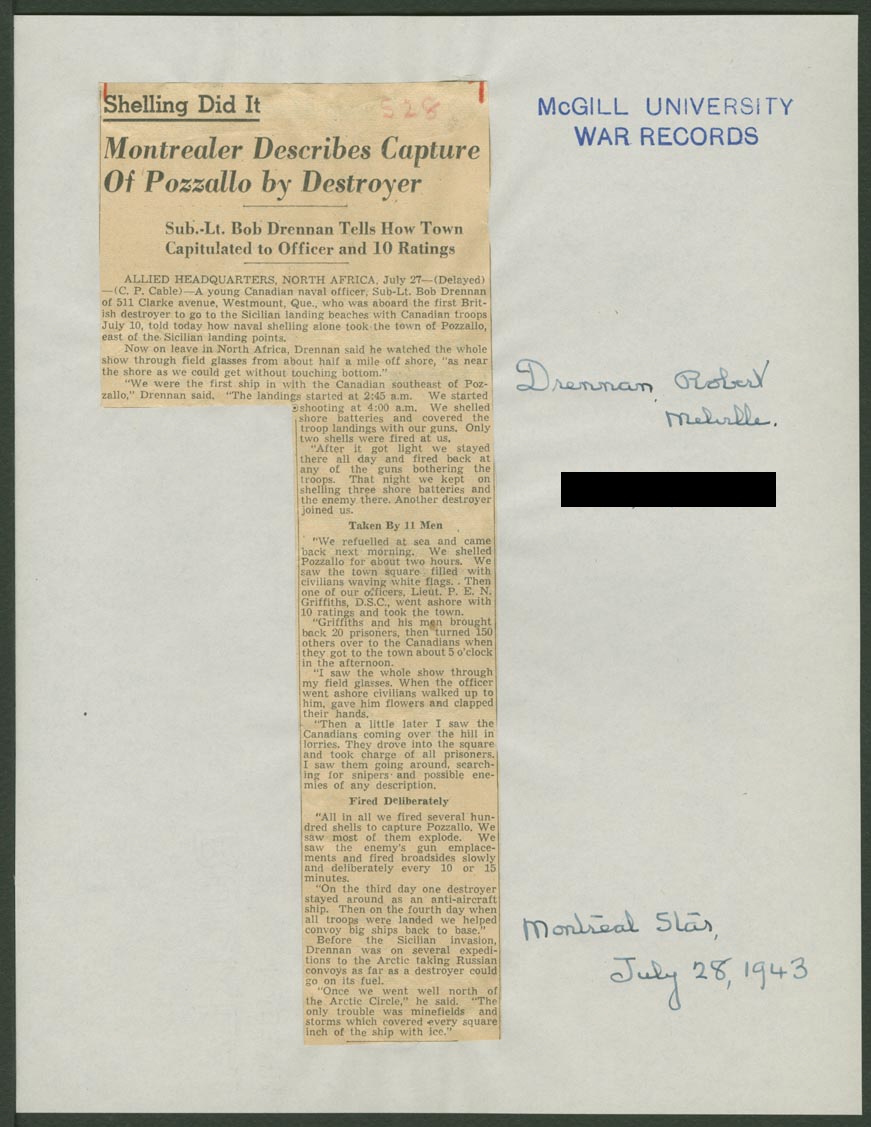 Shelling Did It
528
Montrealer Describes Capture
Of Pozzallo by Destroyer
Sub.-Lt. Bob Drennan Tells How Town
Capitulated to Officer and 10 Ratings
ALLIED HEADQUARTERS, NORTH AFRICA, July 27—(Delayed)
—(C. P. Cable)—A young Canadian naval officer, Sub-Lt. Bob Drennan
of 511 Clarke avenue, Westmount, Que., who was aboard the first Brit-
ish destroyer to go to the Sicilian landing beaches with Canadian troops
July 10, told today how naval shelling alone took the town of Pozzallo,
east of the Sicilian landing points.
Now on leave in North Africa, Drennan said he watched the whole
show through field glasses from about half a mile off shore, "as near
the shore as we could get without touching bottom."
"We were the first ship in with the Canadian southeast of Poz-
zallo," Drennan said. "The landings started at 2:45 a.m. We started
shooting at 4:00 a.m. We shelled
shore batteries and covered the
troop landings with our guns. Only
two shells were fired at us.
"After it got light we stayed
there all day and fired back at
any of the guns bothering the
troops. That night we kept on
shelling three shore batteries and
the enemy there. Another destroyer
joined us.
Taken By 11 Men
"We refuelled at sea and came
back next morning. We shelled
Pozzallo for about two hours. We
saw the town square filled with
civilians waving white flags. . Then
one of our officers, Lieut. P. E. N.
Griffiths, D.S.C., went ashore with
10 ratings and took the town.
"Griffiths and his men brought
back 20 prisoners, then turned 150
others over to the Canadians when
they got to the town about 5 o'clock
in the afternoon.
"I saw the whole show through
my field glasses. When the officer
went ashore civilians walked up to
him, gave him flowers and clapped
their hands.
"Then a little later I saw the
Canadians coming over the hill in
lorries. They drove into the square
and took charge of all prisoners.
I saw them going around, search-
ing for snipers and possible ene-
mies of any description.
Fired Deliberately
"All in all we fired several hun-
dred shells to capture Pozzallo. We
saw most of them explode. We
saw the enemy's gun emplace-
ments and fired broadsides slowly
and deliberately every 10 or 15
minutes.
"On the third day one destroyer
stayed around as an anti-aircraft
ship. Then on the fourth day when
all troops were landed we helped
convoy big ships back to base."
Before the Sicilian invasion,
Drennan was on several expedi-
tions to the Arctic taking Russian
convoys as far as a destroyer could
go on its fuel.
"Once we went well north of
the Arctic Circle," he said. "The
only trouble was minefields and
storms which covered every square
inch of the ship with ice."
McGILL UNIVERSITY
WAR RECORDS
Drennan, Robert
Melville.
Montreal Star,
July 28, 1943